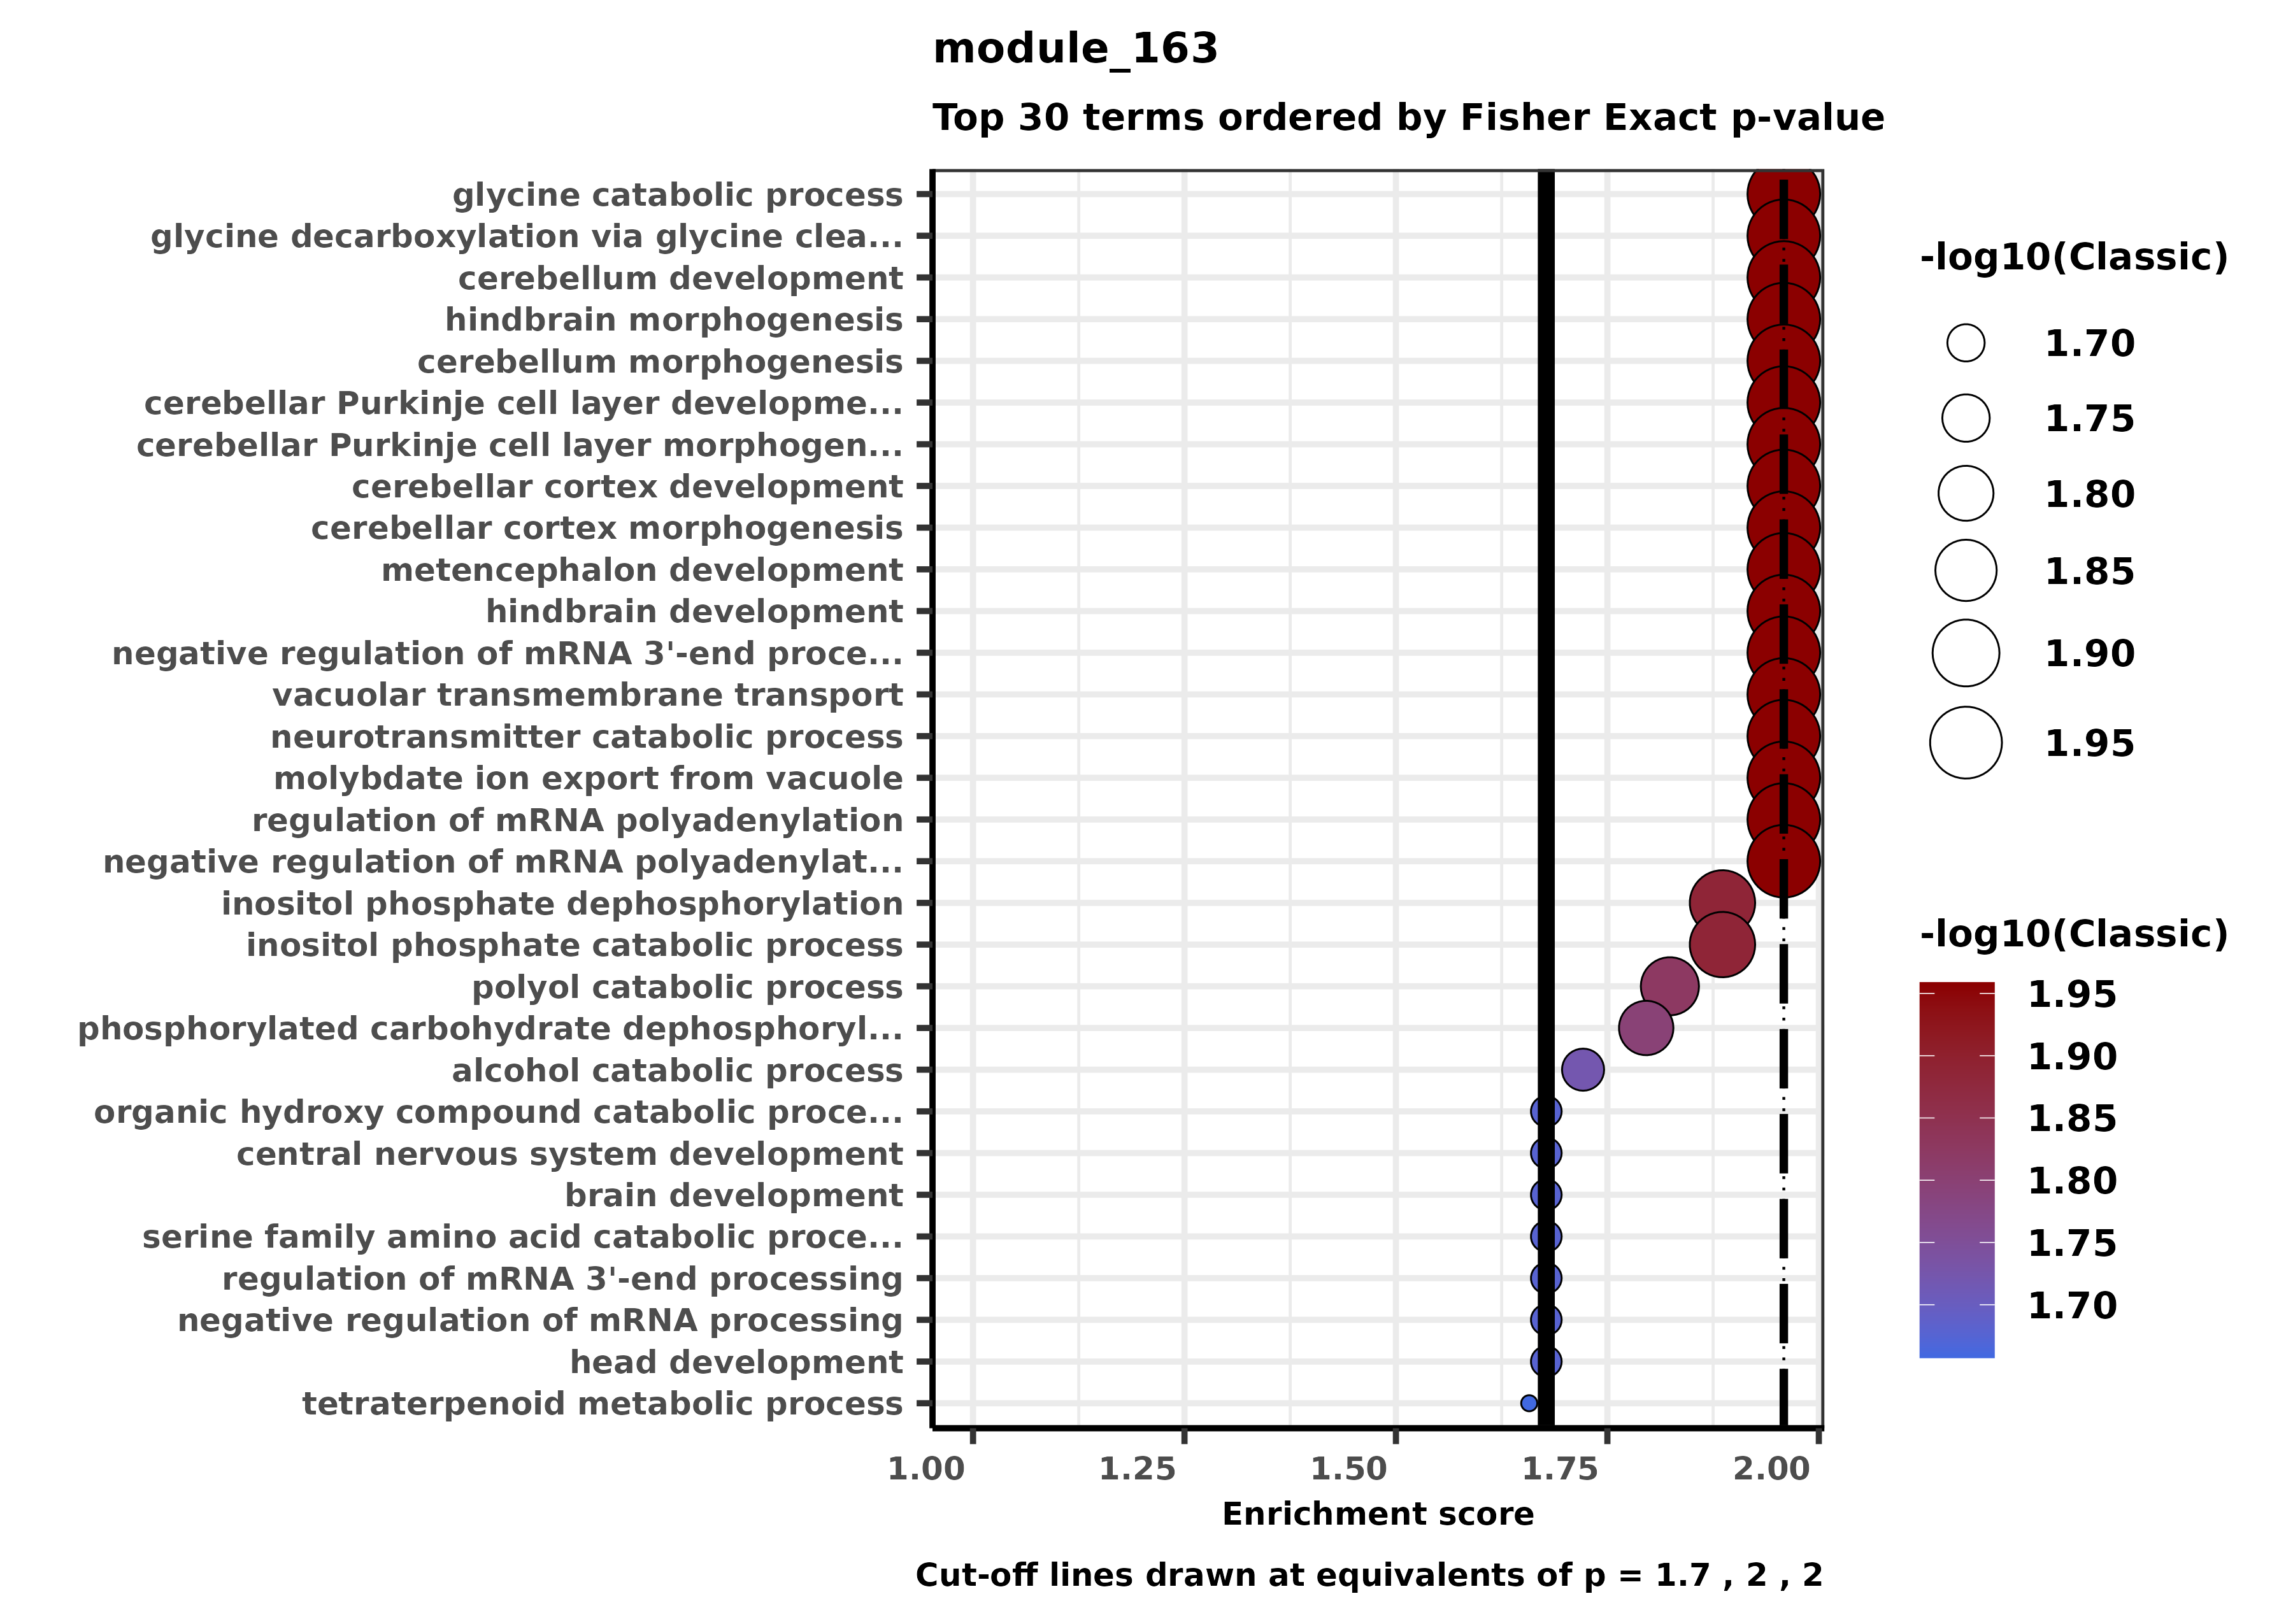 module_163
Top 30 terms ordered by Fisher Exact p-value
glycine catabolic process
glycine decarboxylation via glycine clea...
cerebellum development
hindbrain morphogenesis
cerebellum morphogenesis
cerebellar Purkinje cell layer developme...
cerebellar Purkinje cell layer morphogen...
cerebellar cortex development
cerebellar cortex morphogenesis
metencephalon development
hindbrain development
negative regulation of mRNA 3'-end proce...
vacuolar transmembrane transport
neurotransmitter catabolic process
molybdate ion export from vacuole
regulation of mRNA polyadenylation
negative regulation of mRNA polyadenylat...
inositol phosphate dephosphorylation
inositol phosphate catabolic process
polyol catabolic process
phosphorylated carbohydrate dephosphoryl...
alcohol catabolic process
organic hydroxy compound catabolic proce...
central nervous system development
brain development
serine family amino acid catabolic proce...
regulation of mRNA 3'-end processing
negative regulation of mRNA processing
head development
tetraterpenoid metabolic process
1.00 1.25 1.50 1.75 2.00
Enrichment score
Cut-off lines drawn at equivalents of p = 1.7 , 2 , 2
-log10(Classic)
1.70
1.75
1.80
1.85
1.90
1.95
-log10(Classic)
1.95
1.90
1.85
1.80
1.75
1.70